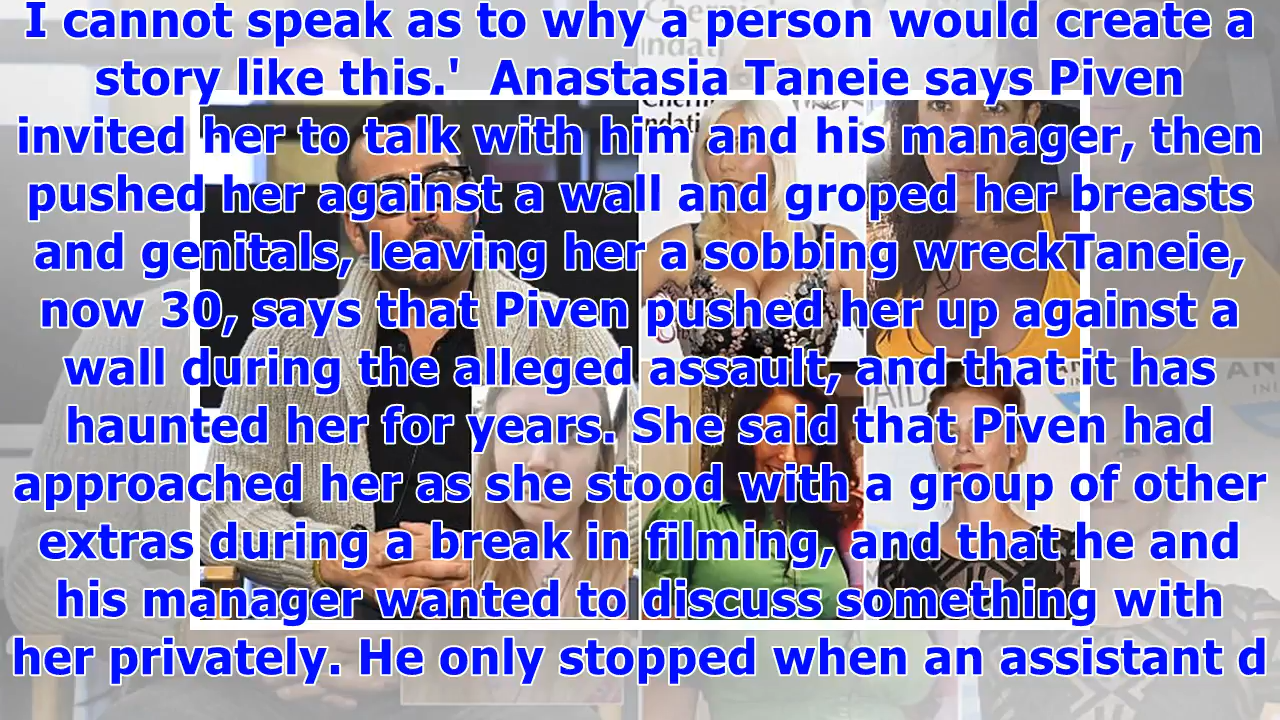 I cannot speak as to why a person would create a
story like this.'  Anastasia Taneie says Piven
invited her to talk with him and his manager, then
pushed her against a wall and groped her breasts
and genitals, leaving her a sobbing wreckTaneie,
now 30, says that Piven pushed her up against a
wall during the alleged assault, and that it has
haunted her for years. She said that Piven had
approached her as she stood with a group of other
extras during a break in filming, and that he and
his manager wanted to discuss something with
her privately. He only stopped when an assistant d